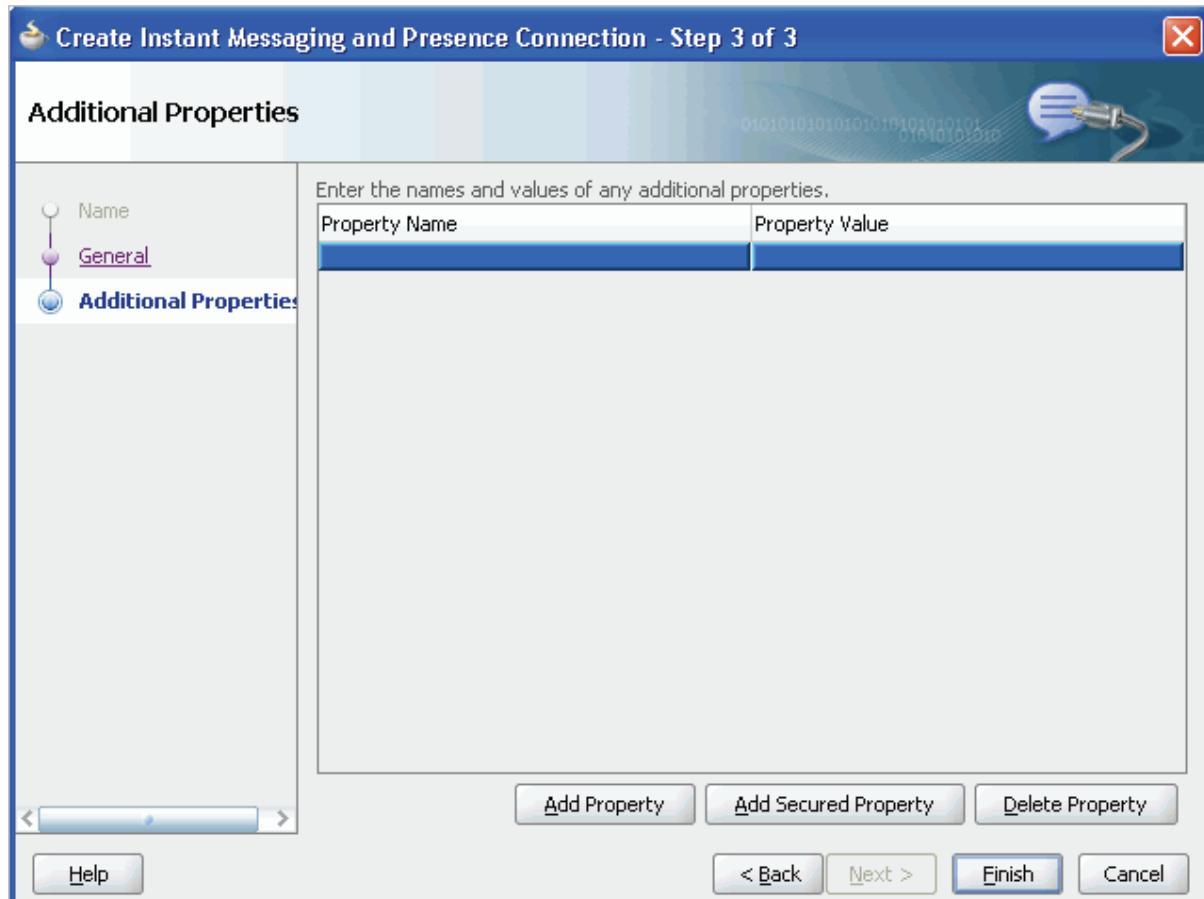 Create Instant Messaging and Presence Connection - Step 3 of 3
Additional Properties
Name
General
Additional Properties
Enter the names and values of any additional properties.
Property Name Property Value
Add Property Add Secured Property Delete Property
Help < Back Next > Finish Cancel